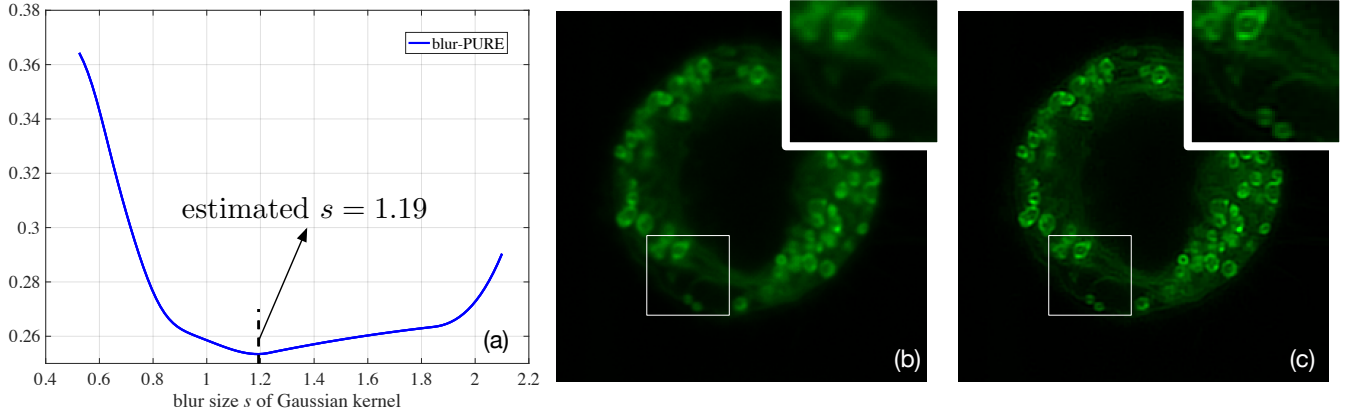 0.38
0.36
0.34
0.32
0.3
0.28
0.26
blur-PURE
estimated s = 1.19
(a)
0.4 0.6 0.8 1 1.2 1.4 1.6 1.8 2 2.2
blur size s of Gaussian kernel
(b)
(c)